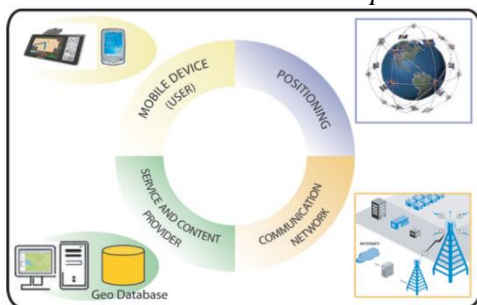 MOBILE DEVICE
(USER)
POSITIONING
SERVICE AND CONTENT
PROVIDER
COMMUNICATION
NETWORK
INTERNET
Geo Database